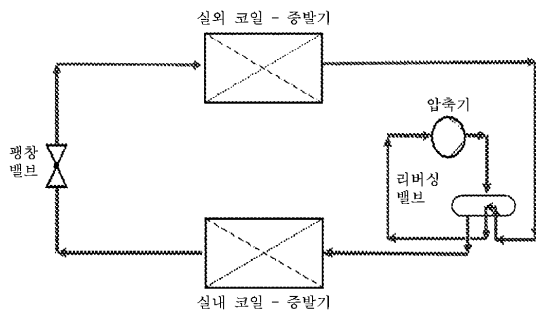 실외 코일 - 증발기
압축기
팽창
밸브
리버싱
밸브
실내 코일 - 증발기